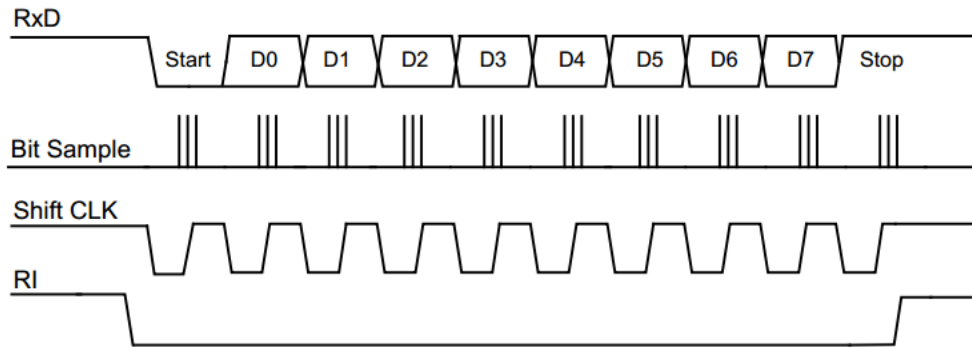 RxD
Start D0 D1 D2 D3 D4 D5 D6 D7 Stop
Bit Sample
Shift CLK
RI